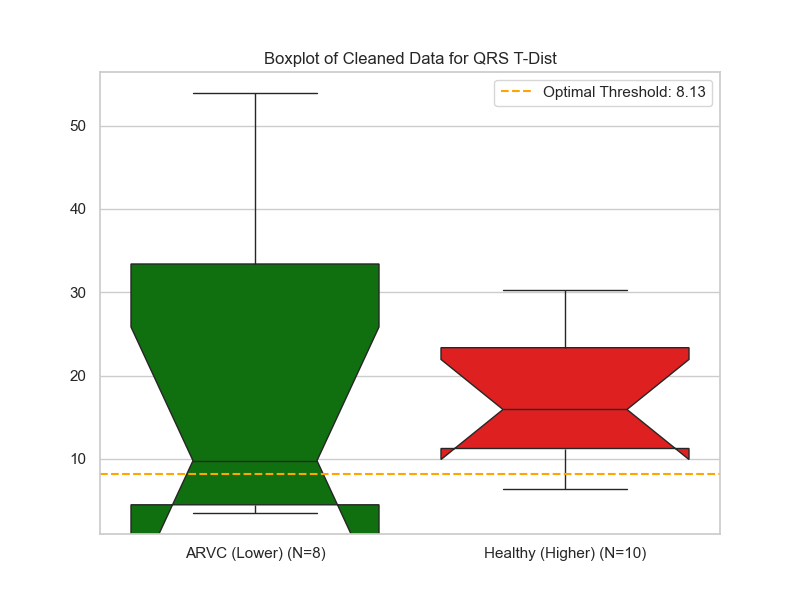 Boxplot of Cleaned Data for QRS T-Dist
Optimal Threshold: 8.13
50
40
30
20
10
ARVC (Lower) (N=8)
Healthy (Higher) (N=10)